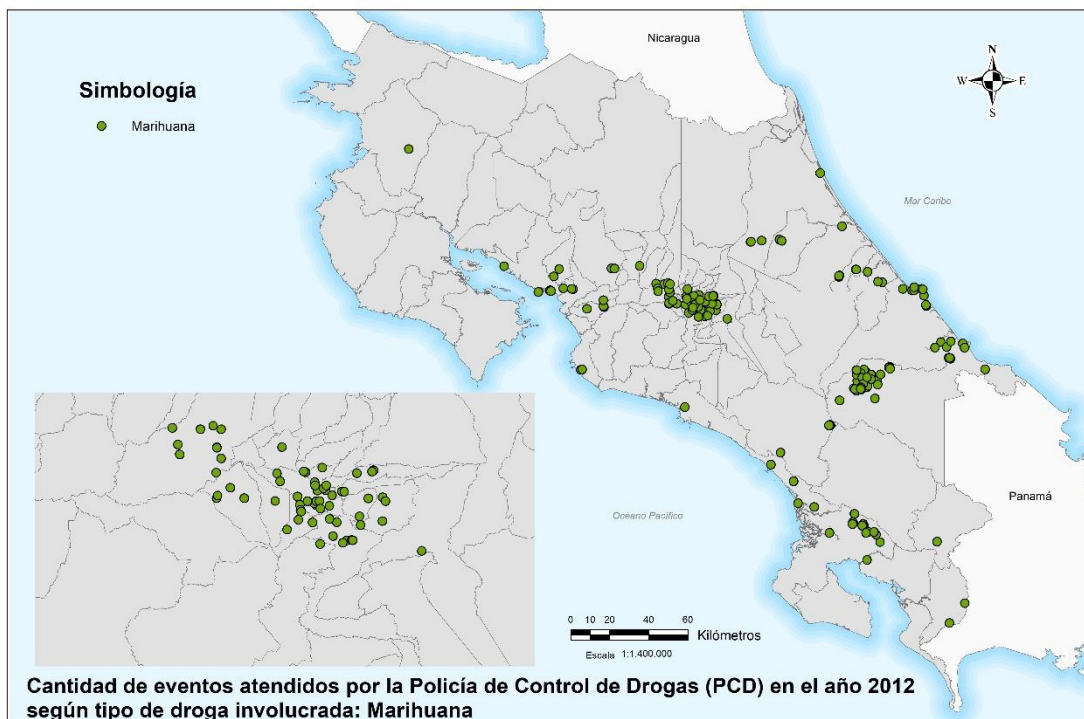 Nicaragua
N
W E
S
Simbología
Marihuana
Mar Caribe
Panamá
Océano Pacífico
0 10 20 40 60
Kilómetros
Escala 1:1.400.000
Cantidad de eventos atendidos por la Policía de Control de Drogas (PCD) en el año 2012
según tipo de droga involucrada: Marihuana